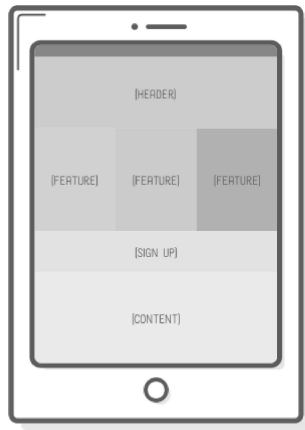 [HEADER]
[FEATURE] [FEATURE] [FEATURE]
[SIGN UP]
[CONTENT]